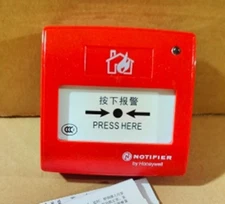 按下报警
PRESS HERE
NOTIFIER
by Honeywell